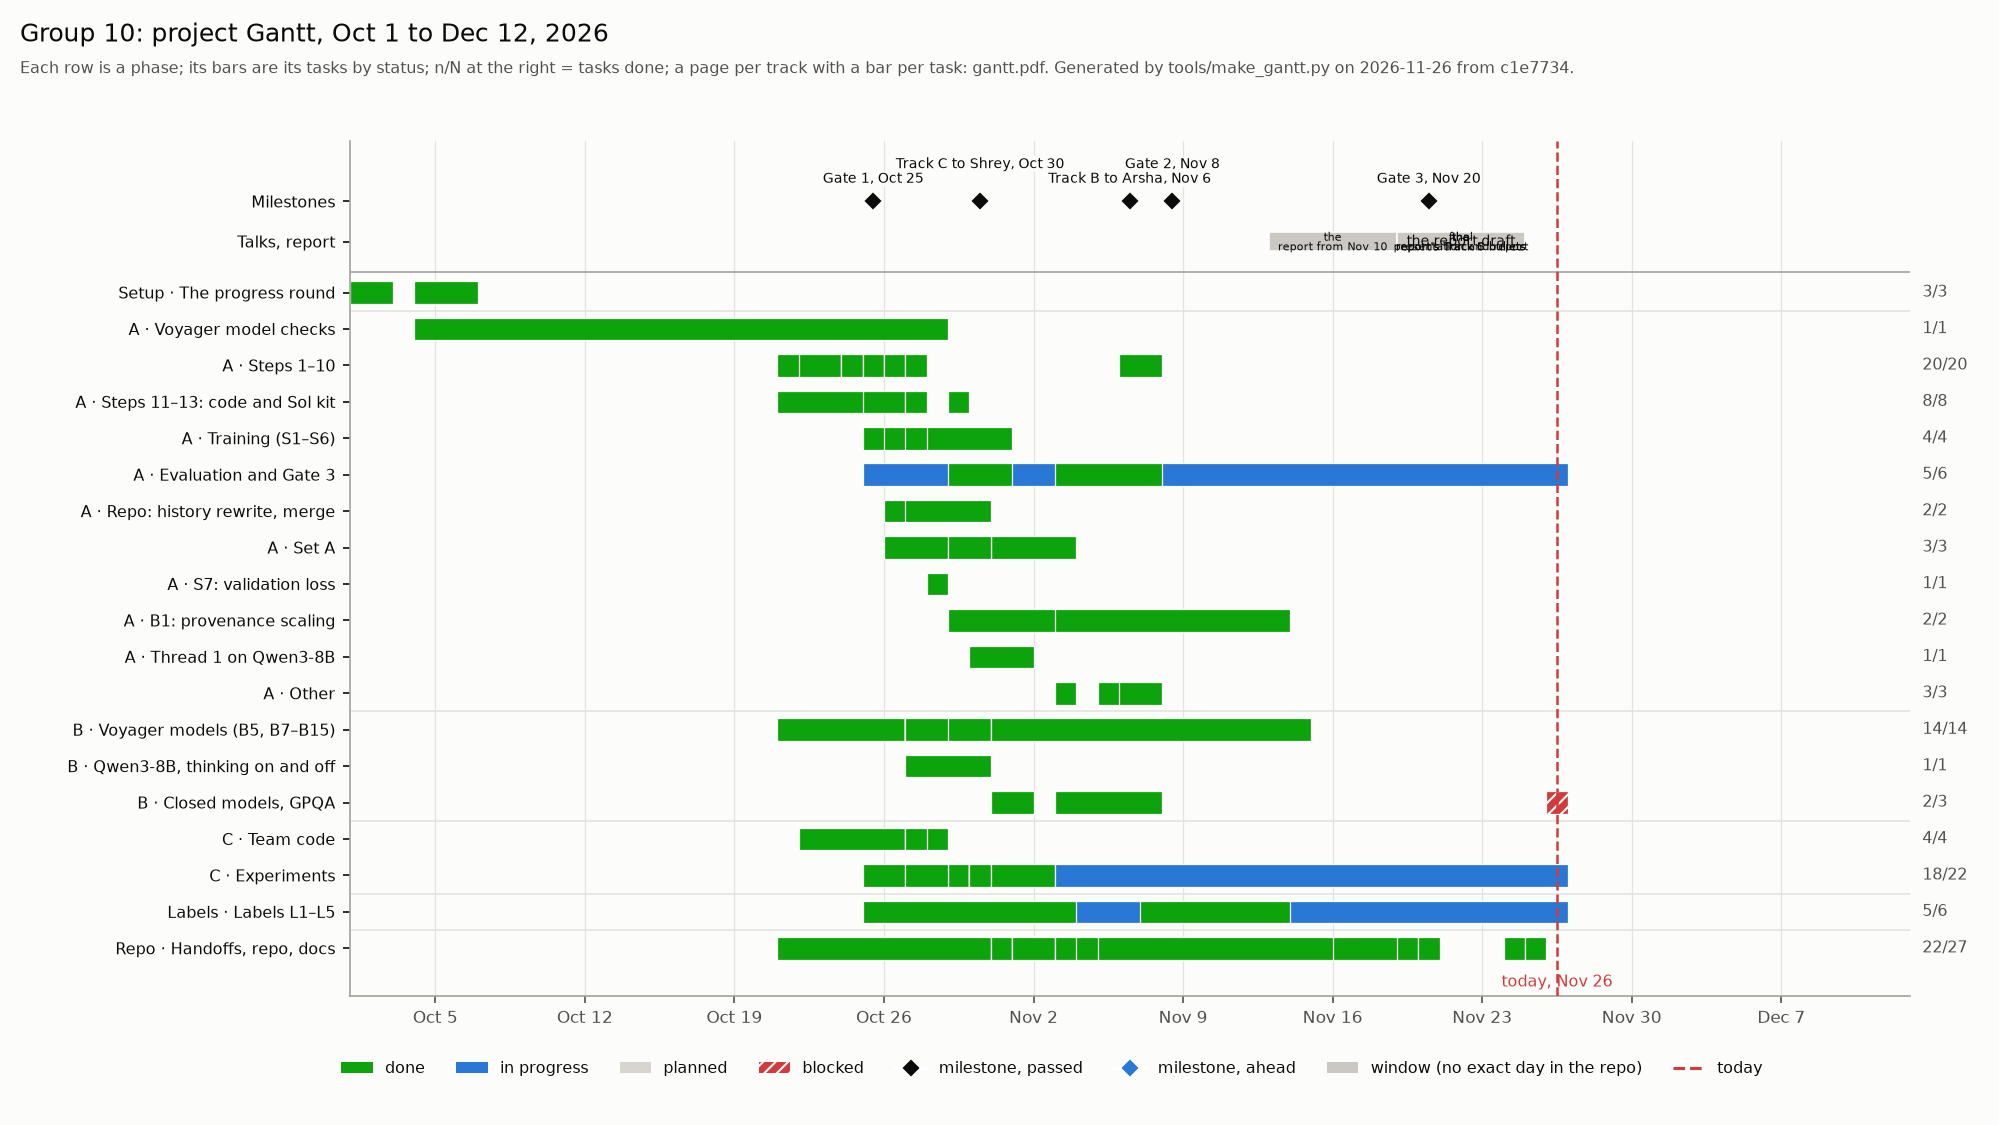 Group 10: project Gantt, Oct 1 to Dec 12, 2026
Each row is a phase; its bars are its tasks by status; n/N at the right = tasks done; a page per track with a bar per task: gantt.pdf. Generated by tools/make_gantt.py on 2026-11-26 from c1e7734.
Track C to Shrey, Oct 30
Gate 2, Nov 8
Gate 1, Oct 25
Track B to Arsha, Nov 6
Gate 3, Nov 20
Milestones
Talks, report
the
report from Nov 10
the report draft
Setup · The progress round
3/3
A · Voyager model checks
1/1
A · Steps 1–10
20/20
A · Steps 11–13: code and Sol kit
8/8
A · Training (S1–S6)
4/4
A · Evaluation and Gate 3
5/6
A · Repo: history rewrite, merge
2/2
A · Set A
3/3
A · S7: validation loss
1/1
A · B1: provenance scaling
2/2
A · Thread 1 on Qwen3-8B
1/1
A · Other
3/3
B · Voyager models (B5, B7–B15)
14/14
B · Qwen3-8B, thinking on and off
1/1
B · Closed models, GPQA
2/3
C · Team code
4/4
C · Experiments
18/22
Labels · Labels L1–L5
5/6
Repo · Handoffs, repo, docs
22/27
today, Nov 26
Oct 5
Oct 12
Oct 19
Oct 26
Nov 2
Nov 9
Nov 16
Nov 23
Nov 30
Dec 7
done
in progress
planned
blocked
milestone, passed
milestone, ahead
window (no exact day in the repo)
today